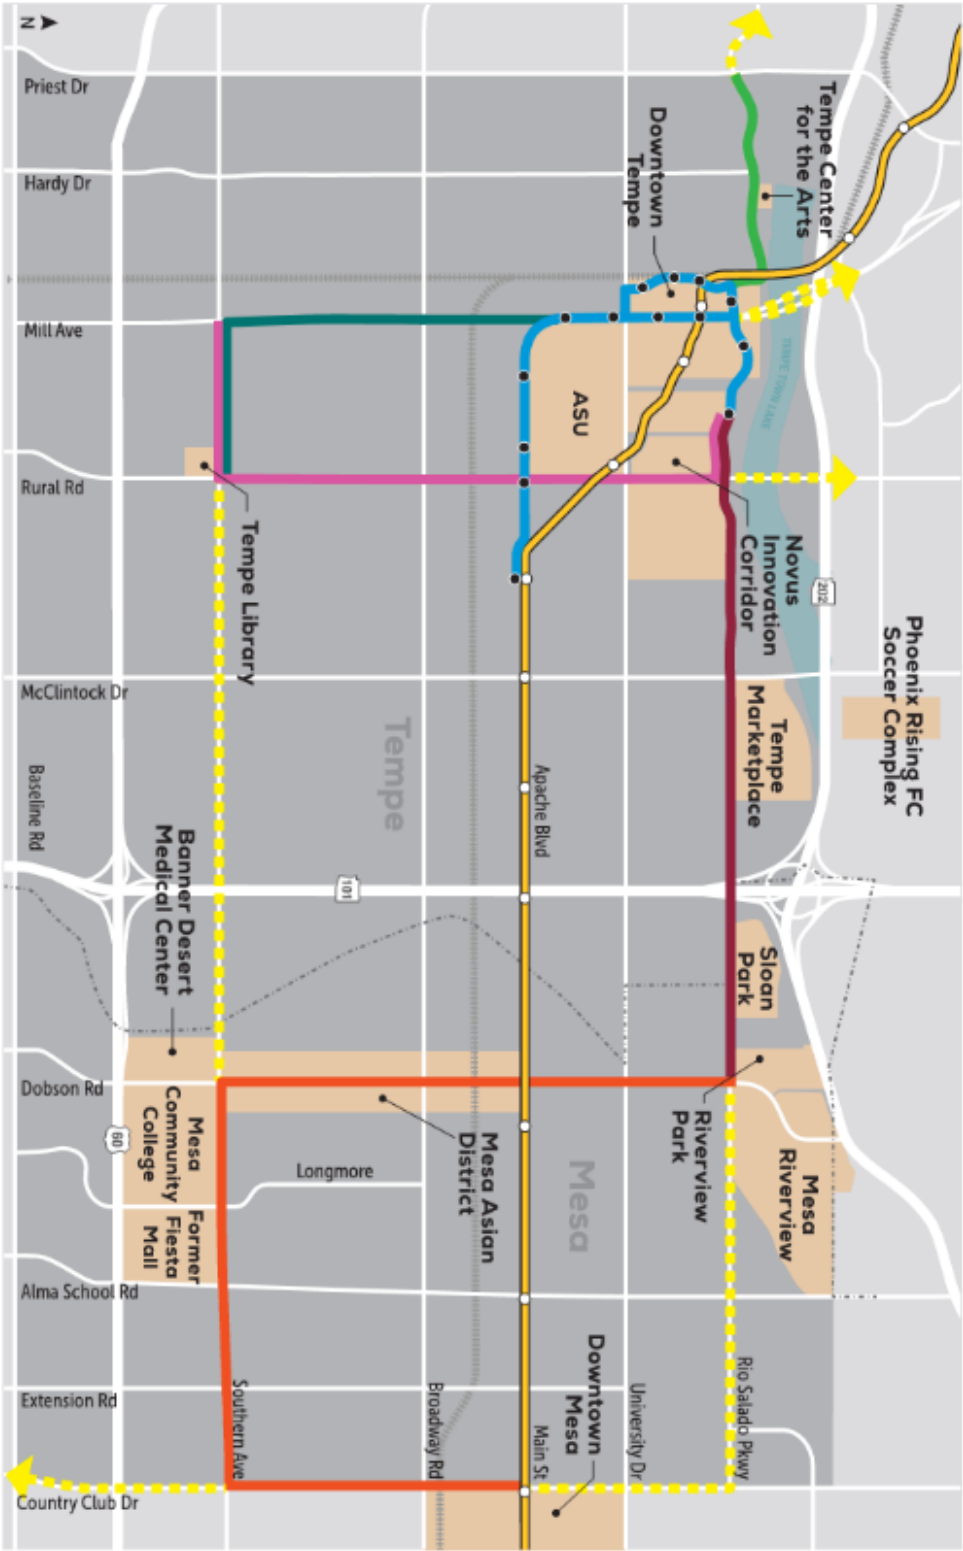 N
Priest Dr
Hardy Dr
Mill Ave
Rural Rd
McClintock Dr
Baseline Rd
Dobson Rd
Alma School Rd
Extension Rd
Country Club Dr
Tempe Center
for the Arts
Downtown
Tempe
TEMPE TOWN LAKE
ASU
Novus
Innovation
Corridor
202
Phoenix Rising FC
Soccer Complex
Tempe Library
Tempe
Marketplace
Tempe
Apache Blvd
101
Banner Desert
Medical Center
Sloan
Park
Riverview
Park
Mesa
Riverview
60
Mesa
Community
College
Former
Fiesta
Mall
Longmore
Mesa Asian
District
Mesa
Downtown
Mesa
Southern Ave
Broadway Rd
Main St
University Dr
Rio Salado Pkwy